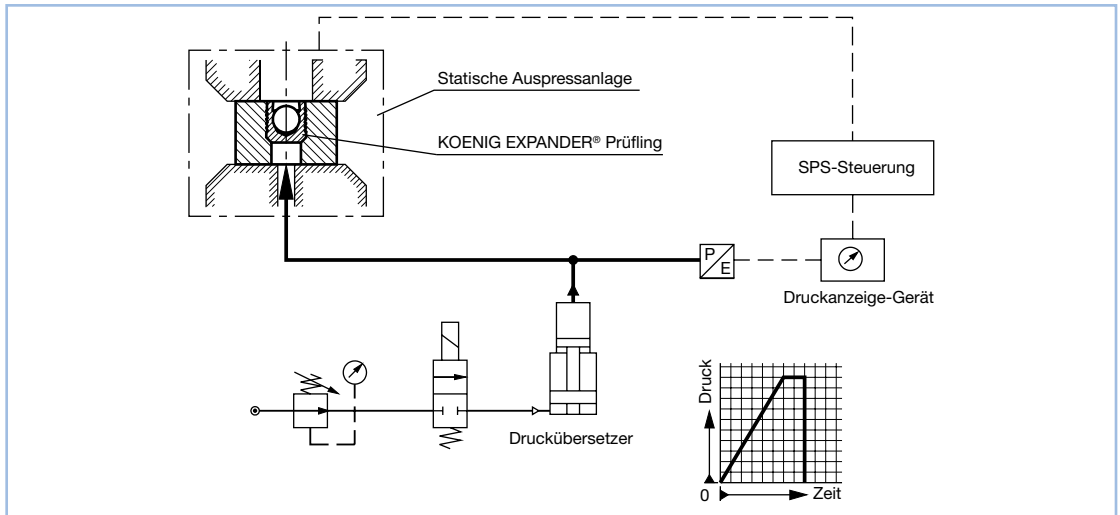 Statische Auspressanlage
KOENIG EXPANDER® Prüfling
SPS-Steuerung
P
E
Druckanzeige-Gerät
Druckübersetzer
Druck
0
Zeit